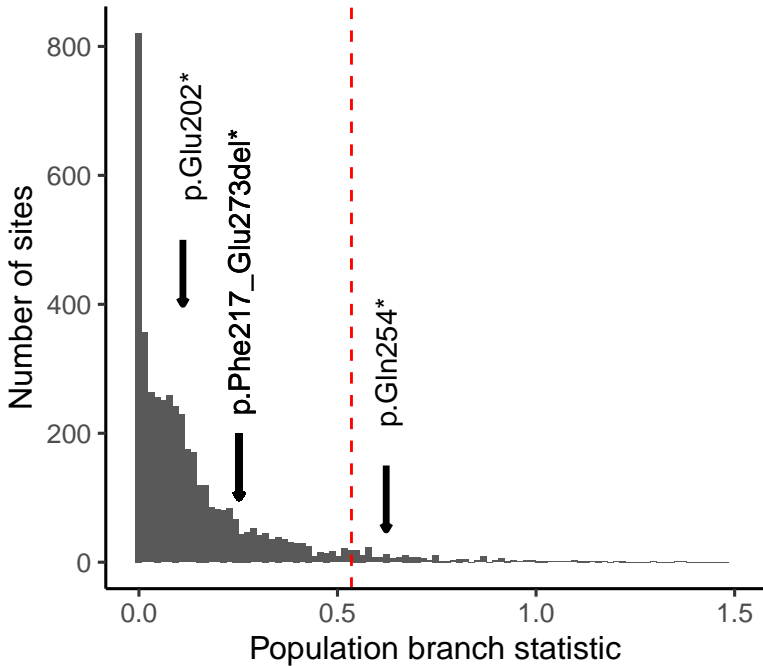 Number of sites
800
600
400
200
0
p.Glu202*
p.Phe217_Glu273del*
p.Gln254*
0.0
0.5
1.0
1.5
Population branch statistic